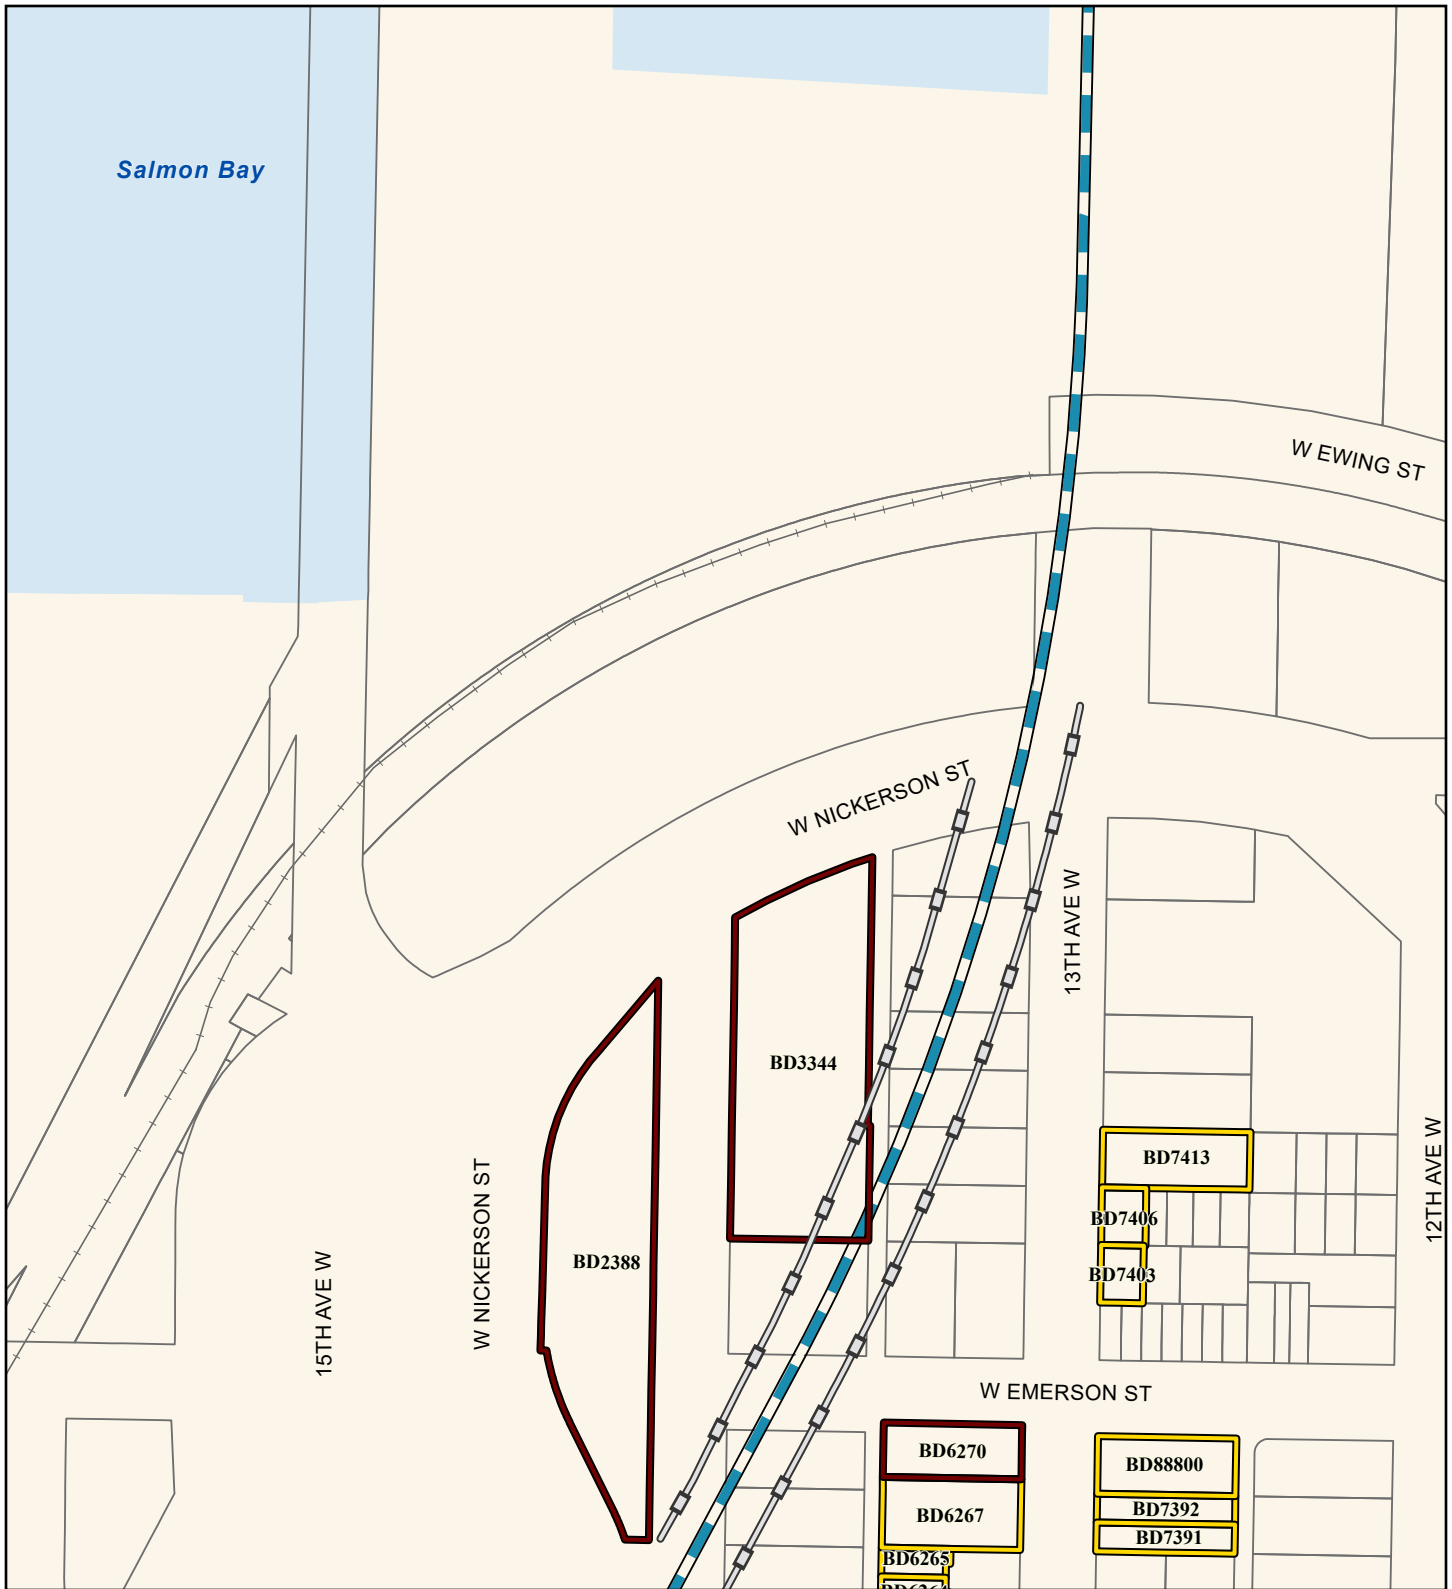 Salmon Bay
W EWING ST
W NICKERSON ST
13TH AVE W
BD3344
BD7413
12TH AVE W
BD7406
W NICKERSON ST
BD2388
BD7403
15TH AVE W
W EMERSON ST
BD6270
BD88800
BD7392
BD6267
BD7391
BD6265